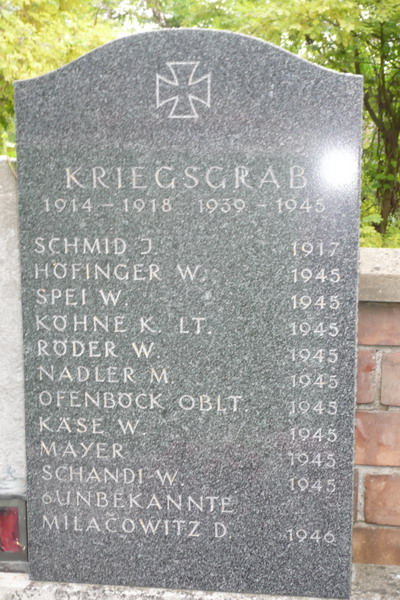 KRIEGSGRAB
1914 – 1918 1939 – 1945
SCHMID J. 1917
HÖFINGER W. 1945
SPEI W. 1945
KÖHNE K. LT. 1945
RÖDER W. 1945
NADLER M. 1945
OFENBÖCK OBLT. 1945
KÄSE W. 1945
MAYER 1945
SCHANDI W. 1945
6 UNBEKANNTE
MILACOWITZ D. 1946